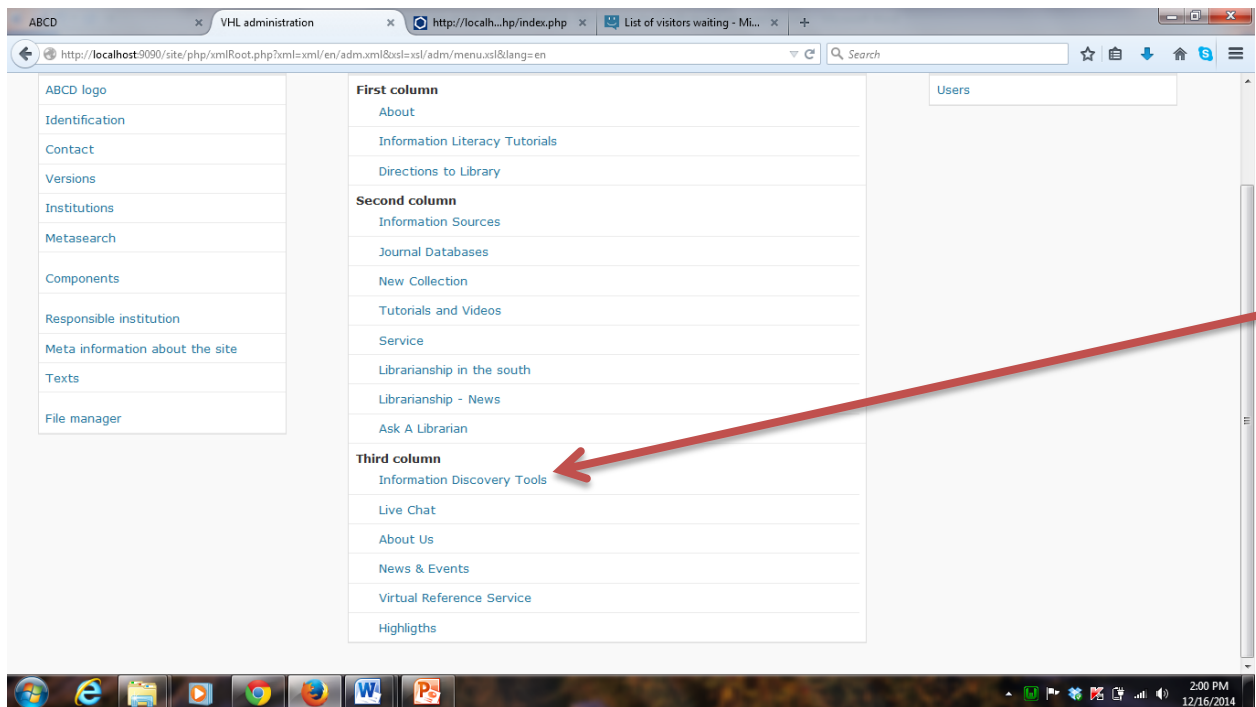 ABCD
VHL administration
http://localh...hp/index.php
List of visitors waiting - Mi...
http://localhost:9090/site/php/xmlRoot.php?xml=xml/en/adm.xml&xsl=xsl/adm/menu.xsl&lang=en
Search
ABCD logo
Identification
Contact
Versions
Institutions
Metasearch
Components
Responsible institution
Meta information about the site
Texts
File manager
First column
About
Information Literacy Tutorials
Directions to Library
Second column
Information Sources
Journal Databases
New Collection
Tutorials and Videos
Service
Librarianship in the south
Librarianship - News
Ask A Librarian
Third column
Information Discovery Tools
Live Chat
About Us
News & Events
Virtual Reference Service
Highligths
Users
2:00 PM
12/16/2014